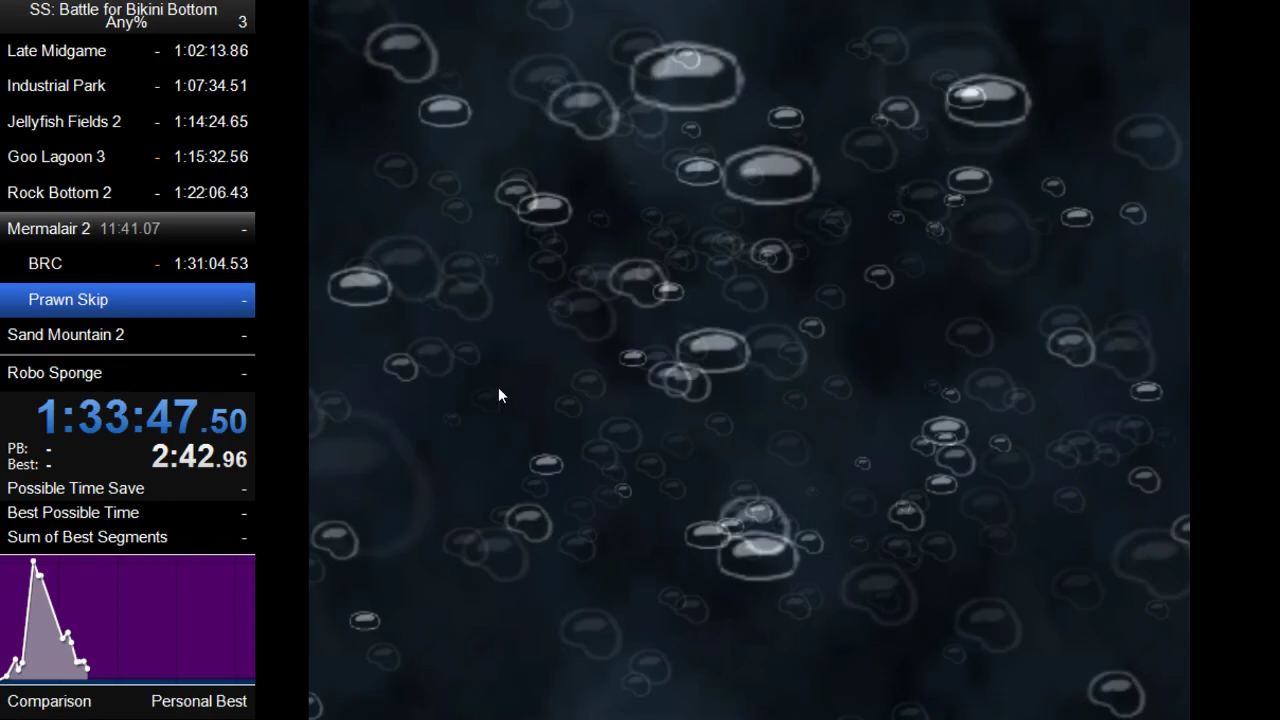 SS: Battle for Bikini Bottom
Any% 3
Late Midgame - 1:02:13.86
Industrial Park - 1:07:34.51
Jellyfish Fields 2 - 1:14:24.65
Goo Lagoon 3 - 1:15:32.56
Rock Bottom 2 - 1:22:06.43
Mermalair 2 11:41.07 -
BRC - 1:31:04.53
Prawn Skip -
Sand Mountain 2 -
Robo Sponge -
1:33:47.50
PB: -
Best: - 2:42.96
Possible Time Save -
Best Possible Time -
Sum of Best Segments -
Comparison Personal Best